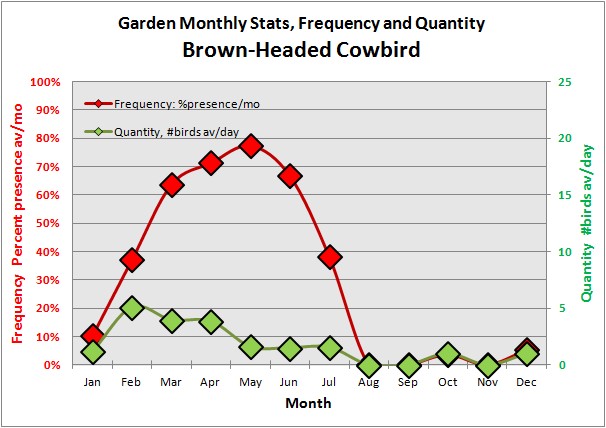 Garden Monthly Stats, Frequency and Quantity
Brown-Headed Cowbird
Frequency: %presence/mo
Quantity, #birds av/day
Frequency Percent presence av/mo
100%
90%
80%
70%
60%
50%
40%
30%
20%
10%
0%
25
20
15
10
5
0
Quantity #birds av/day
Jan Feb Mar Apr May Jun Jul Aug Sep Oct Nov Dec
Month